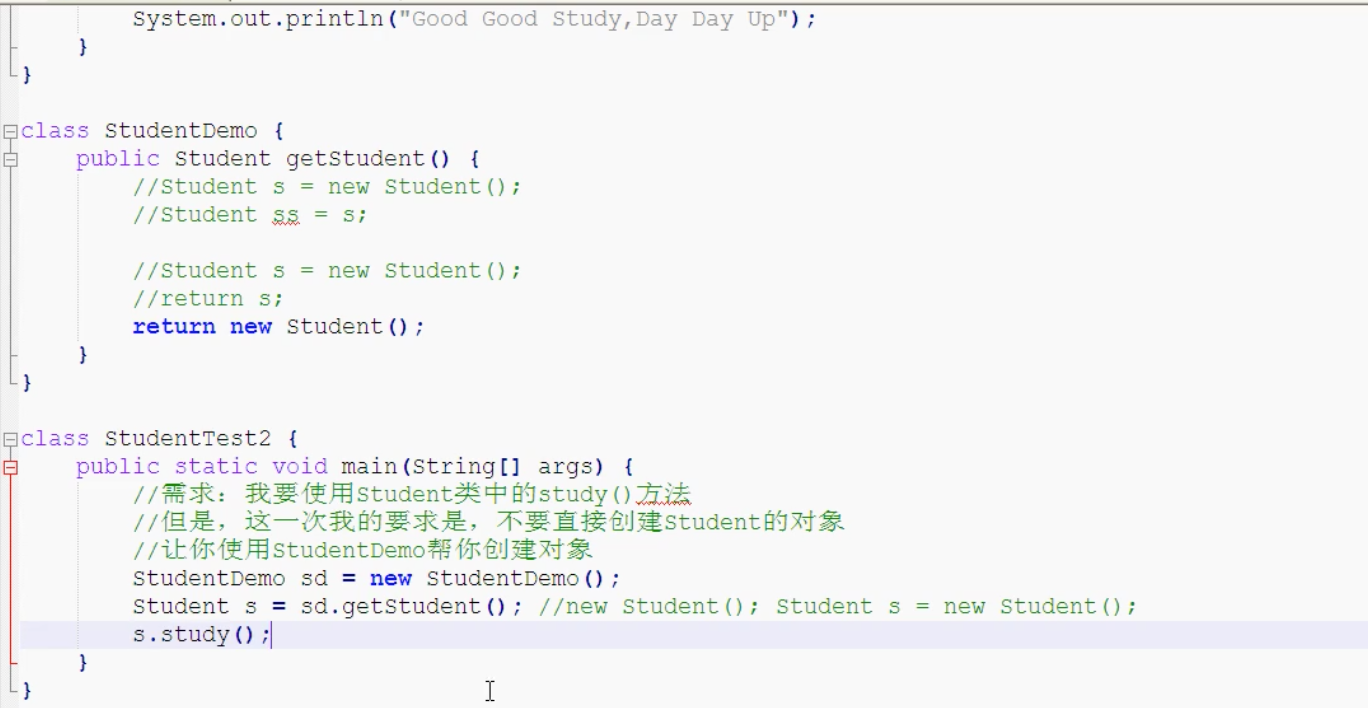 System.out.println("Good Good Study,Day Day Up");
    }
}
class StudentDemo {
    public Student getStudent() {
        //Student s = new Student();
        //Student ss = s;
        //Student s = new Student();
        //return s;
        return new Student();
    }
}
class StudentTest2 {
    public static void main(String[] args) {
        //需求：我要使用Student类中的study()方法
        //但是，这一次我的要求是，不要直接创建Student的对象
        //让你使用StudentDemo帮你创建对象
        StudentDemo sd = new StudentDemo();
        Student s = sd.getStudent(); //new Student(); Student s = new Student();
        s.study();
    }
}